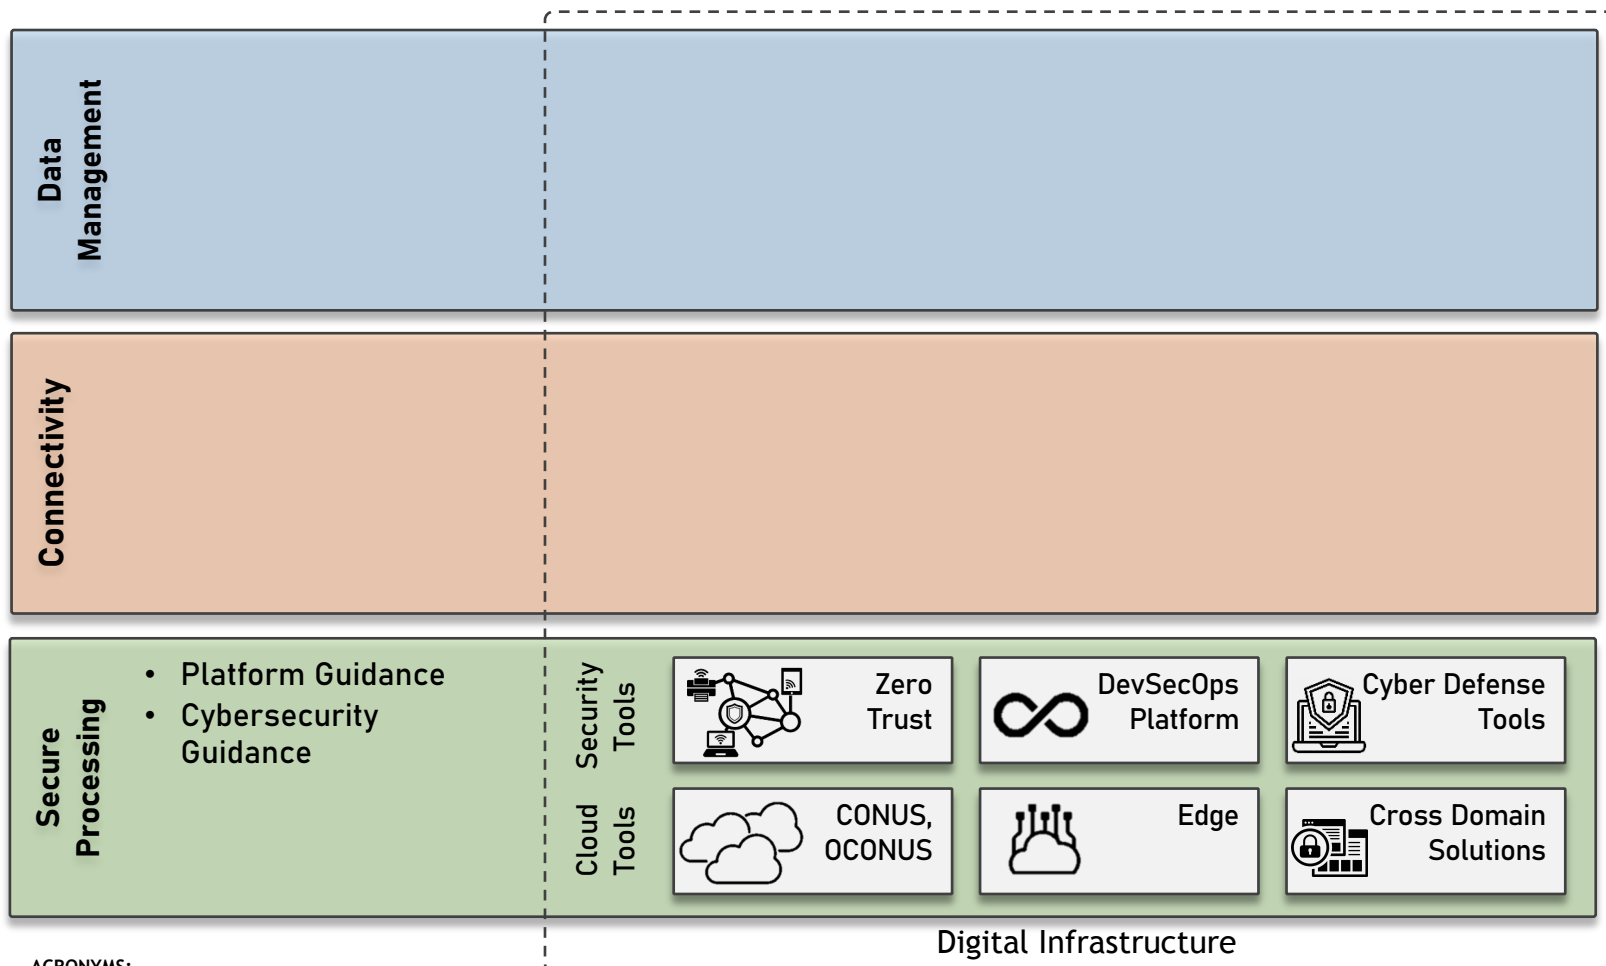 Data
Management
Connectivity
Secure
Processing
• Platform Guidance
• Cybersecurity
Guidance
Security
Tools
Zero
Trust
DevSecOps
Platform
Cyber Defense
Tools
Cloud
Tools
CONUS,
OCONUS
Edge
Cross Domain
Solutions
Digital Infrastructure
ACRONYMS: